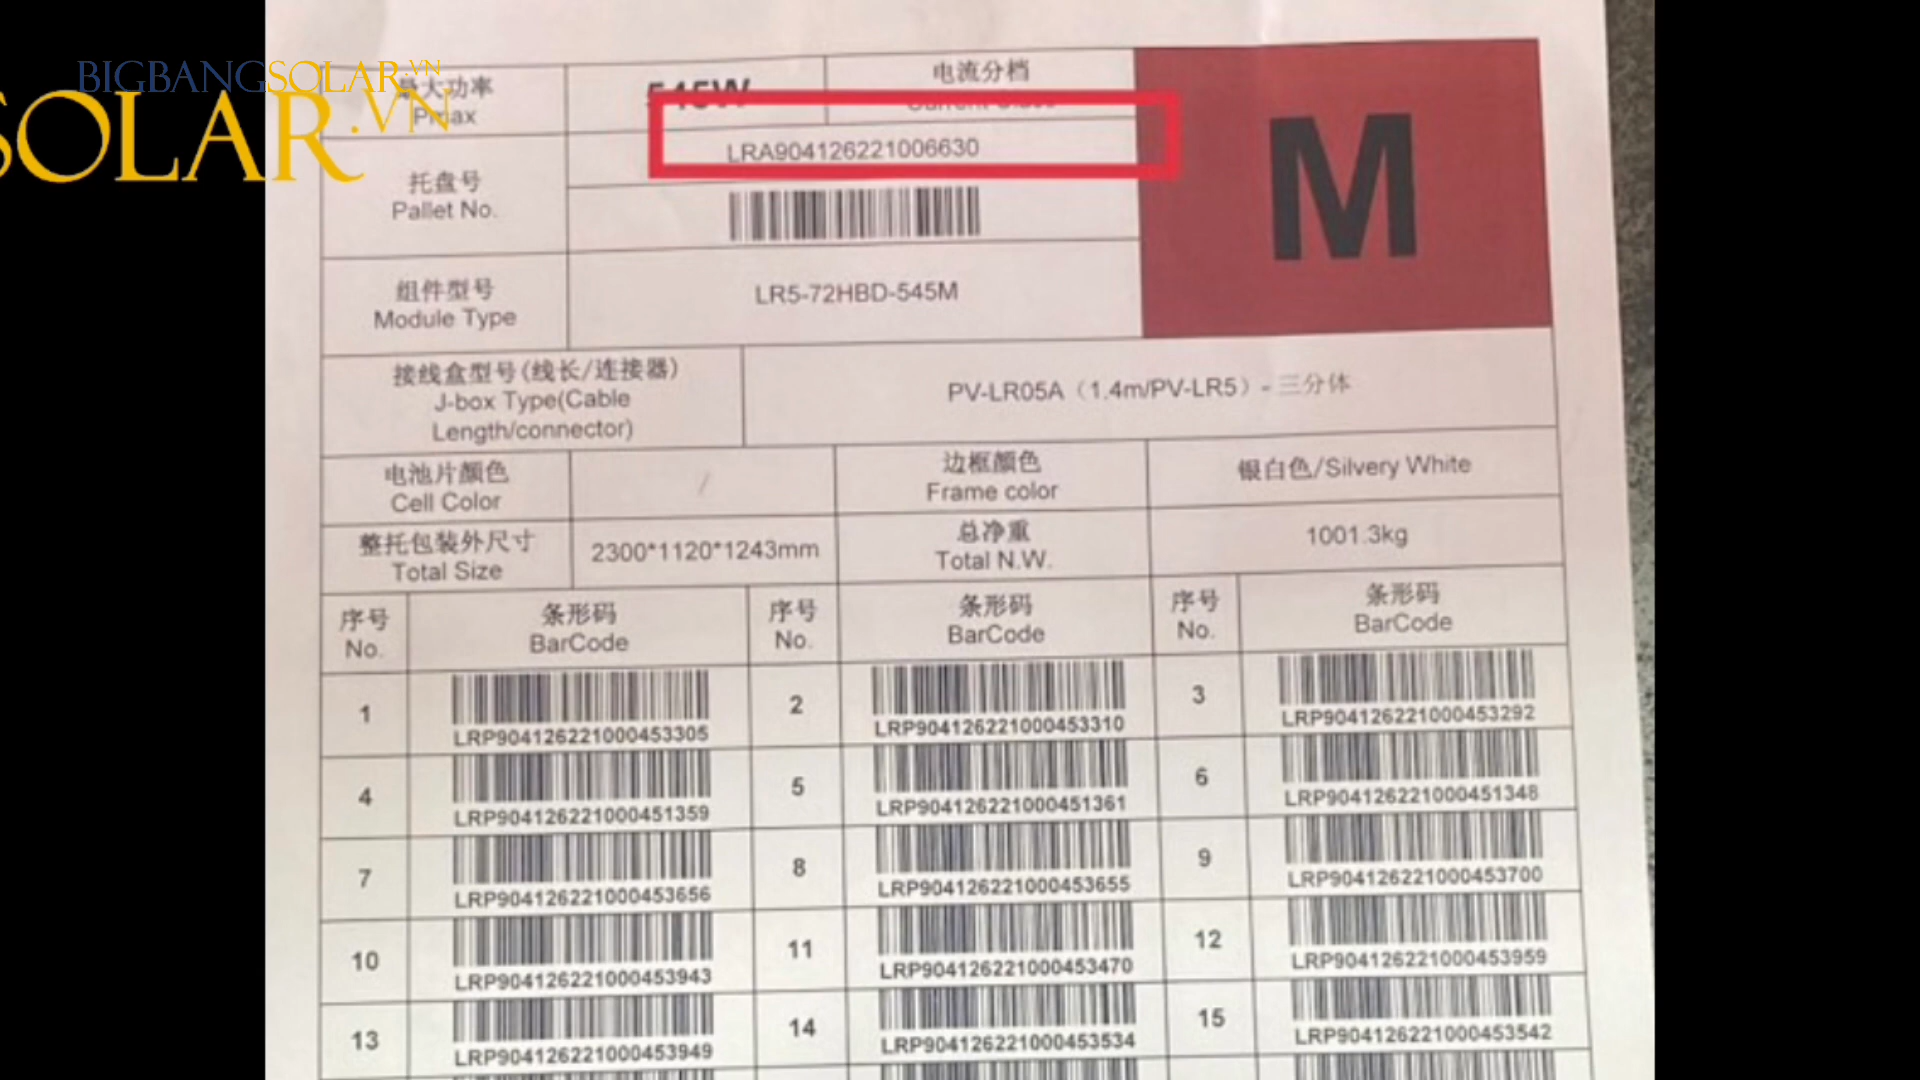 BIGBANGSOLAR.VN
SOLAR.VN
最大功率
Pmax
545W
电流分档
LRA904126221006630
M
托盘号
Pallet No.
组件型号
Module Type
LR5-72HBD-545M
接线盒型号(线长/连接器)
J-box Type(Cable
Length/connector)
PV-LR05A（1.4m/PV-LR5）- 三分体
电池片颜色
Cell Color
/
边框颜色
Frame color
银白色/Silvery White
整托包装外尺寸
Total Size
2300*1120*1243mm
总净重
Total N.W.
1001.3kg
序号
No.
条形码
BarCode
序号
No.
条形码
BarCode
序号
No.
条形码
BarCode
1
LRP904126221000453305
2
LRP904126221000453310
3
LRP904126221000453292
4
LRP904126221000451359
5
LRP904126221000451361
6
LRP904126221000451348
7
LRP904126221000453656
8
LRP904126221000453655
9
LRP904126221000453700
10
LRP904126221000453943
11
LRP904126221000453470
12
LRP904126221000453959
13
LRP904126221000453949
14
LRP904126221000453534
15
LRP904126221000453542